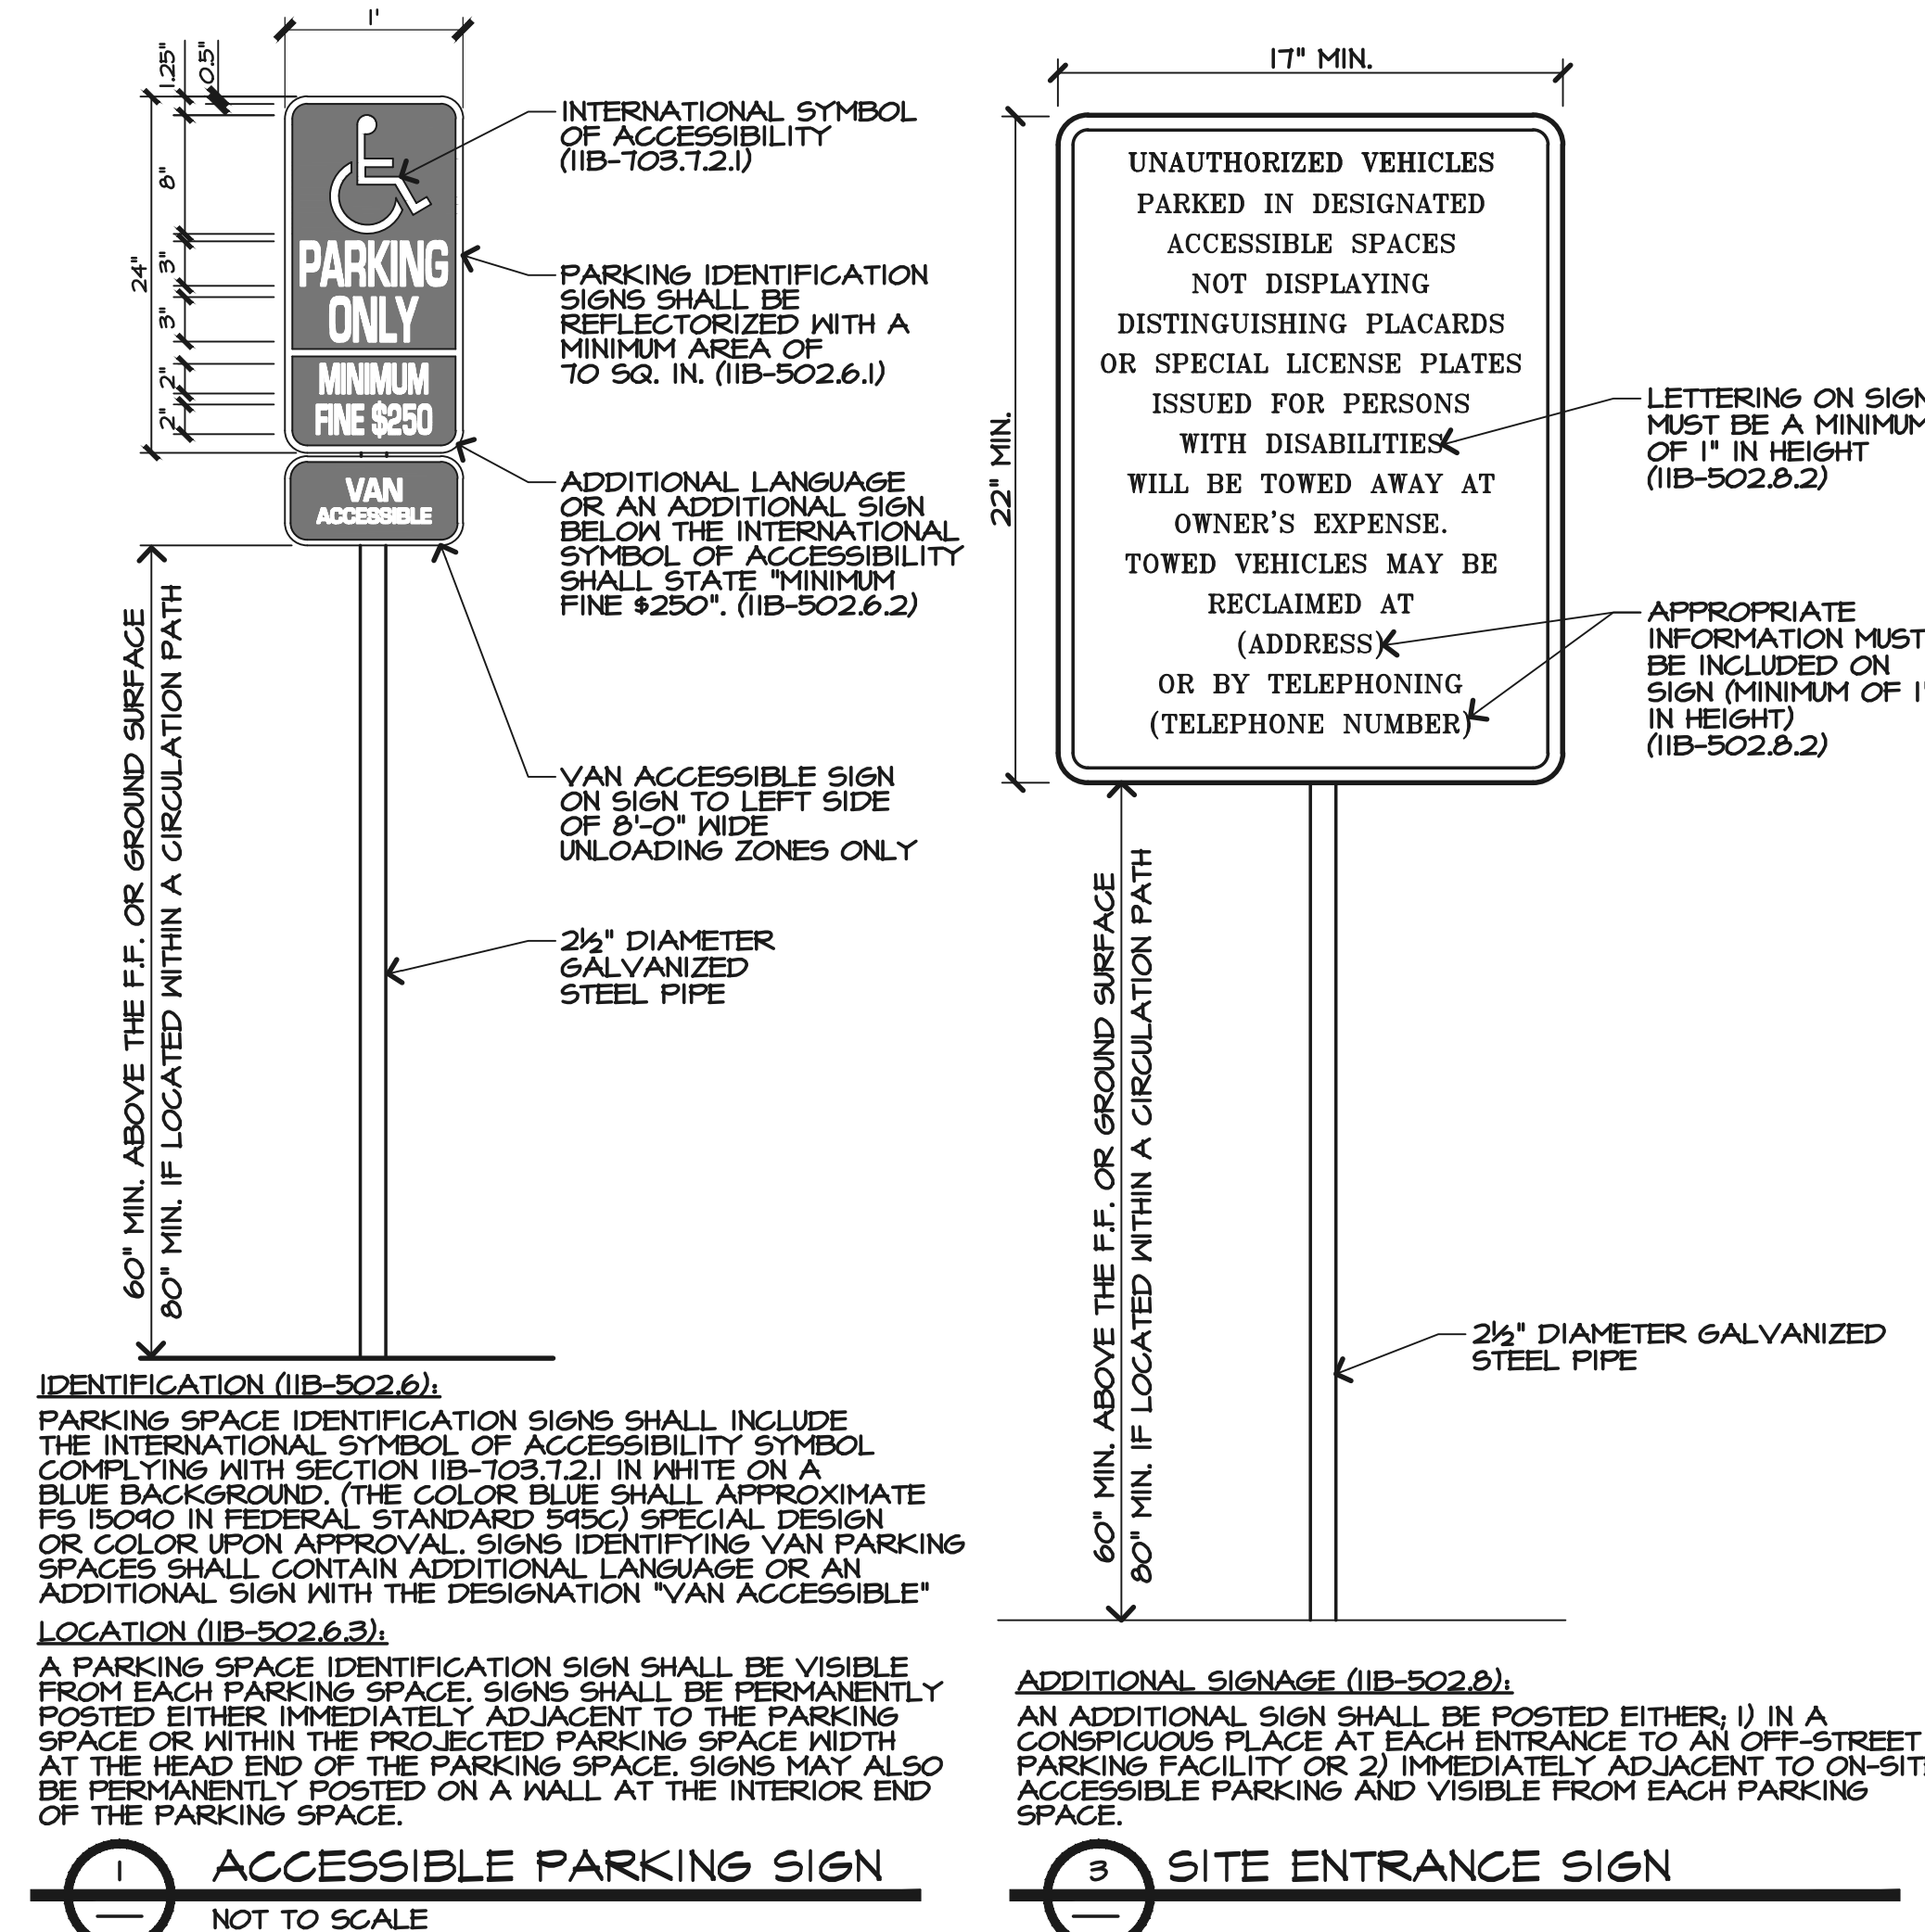 1'
1.25"
0.5"
24"
8"
3"
3"
2"
2"
PARKING
ONLY
MINIMUM
FINE $250
VAN
ACCESSIBLE
INTERNATIONAL SYMBOL
OF ACCESSIBILITY
(11B-703.7.2.1)
PARKING IDENTIFICATION
SIGNS SHALL BE
REFLECTORIZED WITH A
MINIMUM AREA OF
70 SQ. IN. (11B-502.6.1)
ADDITIONAL LANGUAGE
OR AN ADDITIONAL SIGN
BELOW THE INTERNATIONAL
SYMBOL OF ACCESSIBILITY
SHALL STATE "MINIMUM
FINE $250". (11B-502.6.2)
VAN ACCESSIBLE SIGN
ON SIGN TO LEFT SIDE
OF 8'-0" WIDE
UNLOADING ZONES ONLY
2½" DIAMETER
GALVANIZED
STEEL PIPE
60" MIN. ABOVE THE F.F. OR GROUND SURFACE
80" MIN. IF LOCATED WITHIN A CIRCULATION PATH
IDENTIFICATION (11B-502.6):
PARKING SPACE IDENTIFICATION SIGNS SHALL INCLUDE
THE INTERNATIONAL SYMBOL OF ACCESSIBILITY SYMBOL
COMPLYING WITH SECTION 11B-703.7.2.1 IN WHITE ON A
BLUE BACKGROUND. (THE COLOR BLUE SHALL APPROXIMATE
FS 15090 IN FEDERAL STANDARD 595C) SPECIAL DESIGN
OR COLOR UPON APPROVAL. SIGNS IDENTIFYING VAN PARKING
SPACES SHALL CONTAIN ADDITIONAL LANGUAGE OR AN
ADDITIONAL SIGN WITH THE DESIGNATION "VAN ACCESSIBLE"
LOCATION (11B-502.6.3):
A PARKING SPACE IDENTIFICATION SIGN SHALL BE VISIBLE
FROM EACH PARKING SPACE. SIGNS SHALL BE PERMANENTLY
POSTED EITHER IMMEDIATELY ADJACENT TO THE PARKING
SPACE OR WITHIN THE PROJECTED PARKING SPACE WIDTH
AT THE HEAD END OF THE PARKING SPACE. SIGNS MAY ALSO
BE PERMANENTLY POSTED ON A WALL AT THE INTERIOR END
OF THE PARKING SPACE.
1
ACCESSIBLE PARKING SIGN
NOT TO SCALE
17" MIN.
22" MIN.
UNAUTHORIZED VEHICLES
PARKED IN DESIGNATED
ACCESSIBLE SPACES
NOT DISPLAYING
DISTINGUISHING PLACARDS
OR SPECIAL LICENSE PLATES
ISSUED FOR PERSONS
WITH DISABILITIES
WILL BE TOWED AWAY AT
OWNER'S EXPENSE.
TOWED VEHICLES MAY BE
RECLAIMED AT
(ADDRESS)
OR BY TELEPHONING
(TELEPHONE NUMBER)
LETTERING ON SIGN
MUST BE A MINIMUM
OF 1" IN HEIGHT
(11B-502.8.2)
APPROPRIATE
INFORMATION MUST
BE INCLUDED ON
SIGN (MINIMUM OF 1"
IN HEIGHT)
(11B-502.8.2)
60" MIN. ABOVE THE F.F. OR GROUND SURFACE
80" MIN. IF LOCATED WITHIN A CIRCULATION PATH
2½" DIAMETER GALVANIZED
STEEL PIPE
ADDITIONAL SIGNAGE (11B-502.8):
AN ADDITIONAL SIGN SHALL BE POSTED EITHER; 1) IN A
CONSPICUOUS PLACE AT EACH ENTRANCE TO AN OFF-STREET
PARKING FACILITY OR 2) IMMEDIATELY ADJACENT TO ON-SITE
ACCESSIBLE PARKING AND VISIBLE FROM EACH PARKING
SPACE.
3
SITE ENTRANCE SIGN